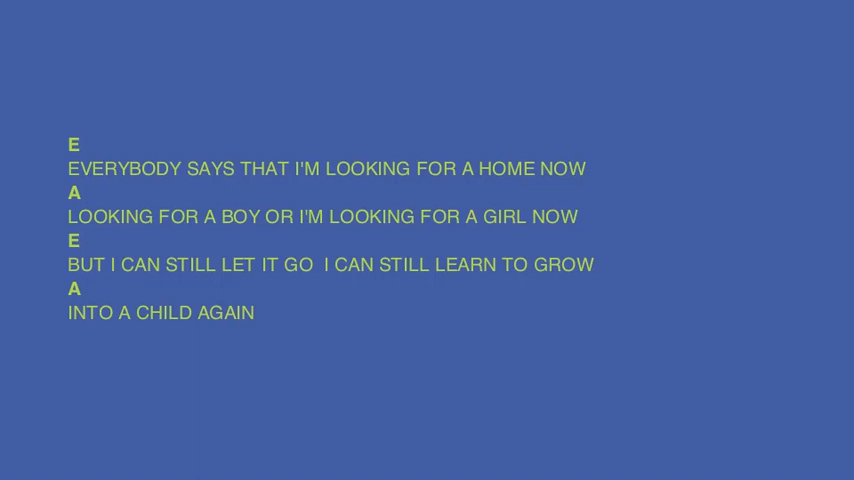 E
EVERYBODY SAYS THAT I'M LOOKING FOR A HOME NOW
A
LOOKING FOR A BOY OR I'M LOOKING FOR A GIRL NOW
E
BUT I CAN STILL LET IT GO  I CAN STILL LEARN TO GROW
A
INTO A CHILD AGAIN